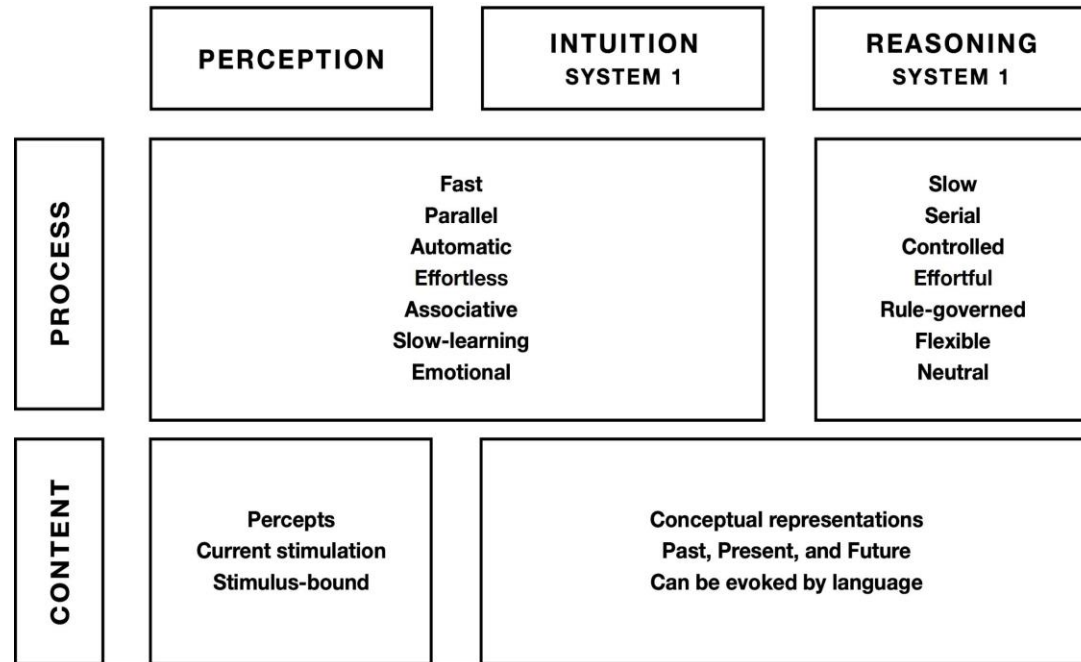 PERCEPTION
INTUITION
SYSTEM 1
REASONING
SYSTEM 1
PROCESS
Fast
Parallel
Automatic
Effortless
Associative
Slow-learning
Emotional
Slow
Serial
Controlled
Effortful
Rule-governed
Flexible
Neutral
CONTENT
Percepts
Current stimulation
Stimulus-bound
Conceptual representations
Past, Present, and Future
Can be evoked by language